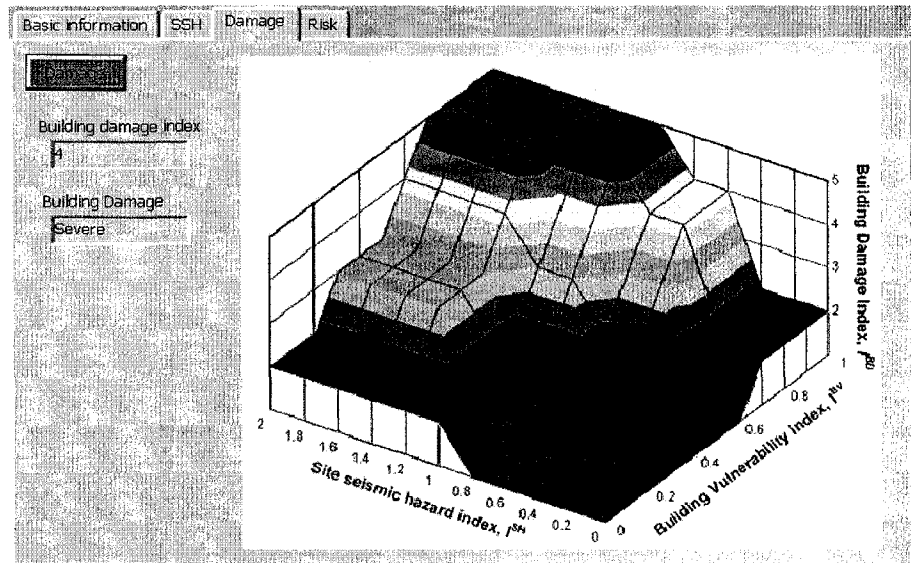 Basic information SSH Damage Risk
Damage
Building damage index
4
Building Damage
Severe
5
4
3
2
1
Building Damage Index, I^BD
0.8
0.6
0.4
0.2
0
Building Vulnerability Index, I^BV
2
1.8
1.6
1.4
1.2
1
0.8
0.6
0.4
0.2
0
Site seismic hazard index, I^SH